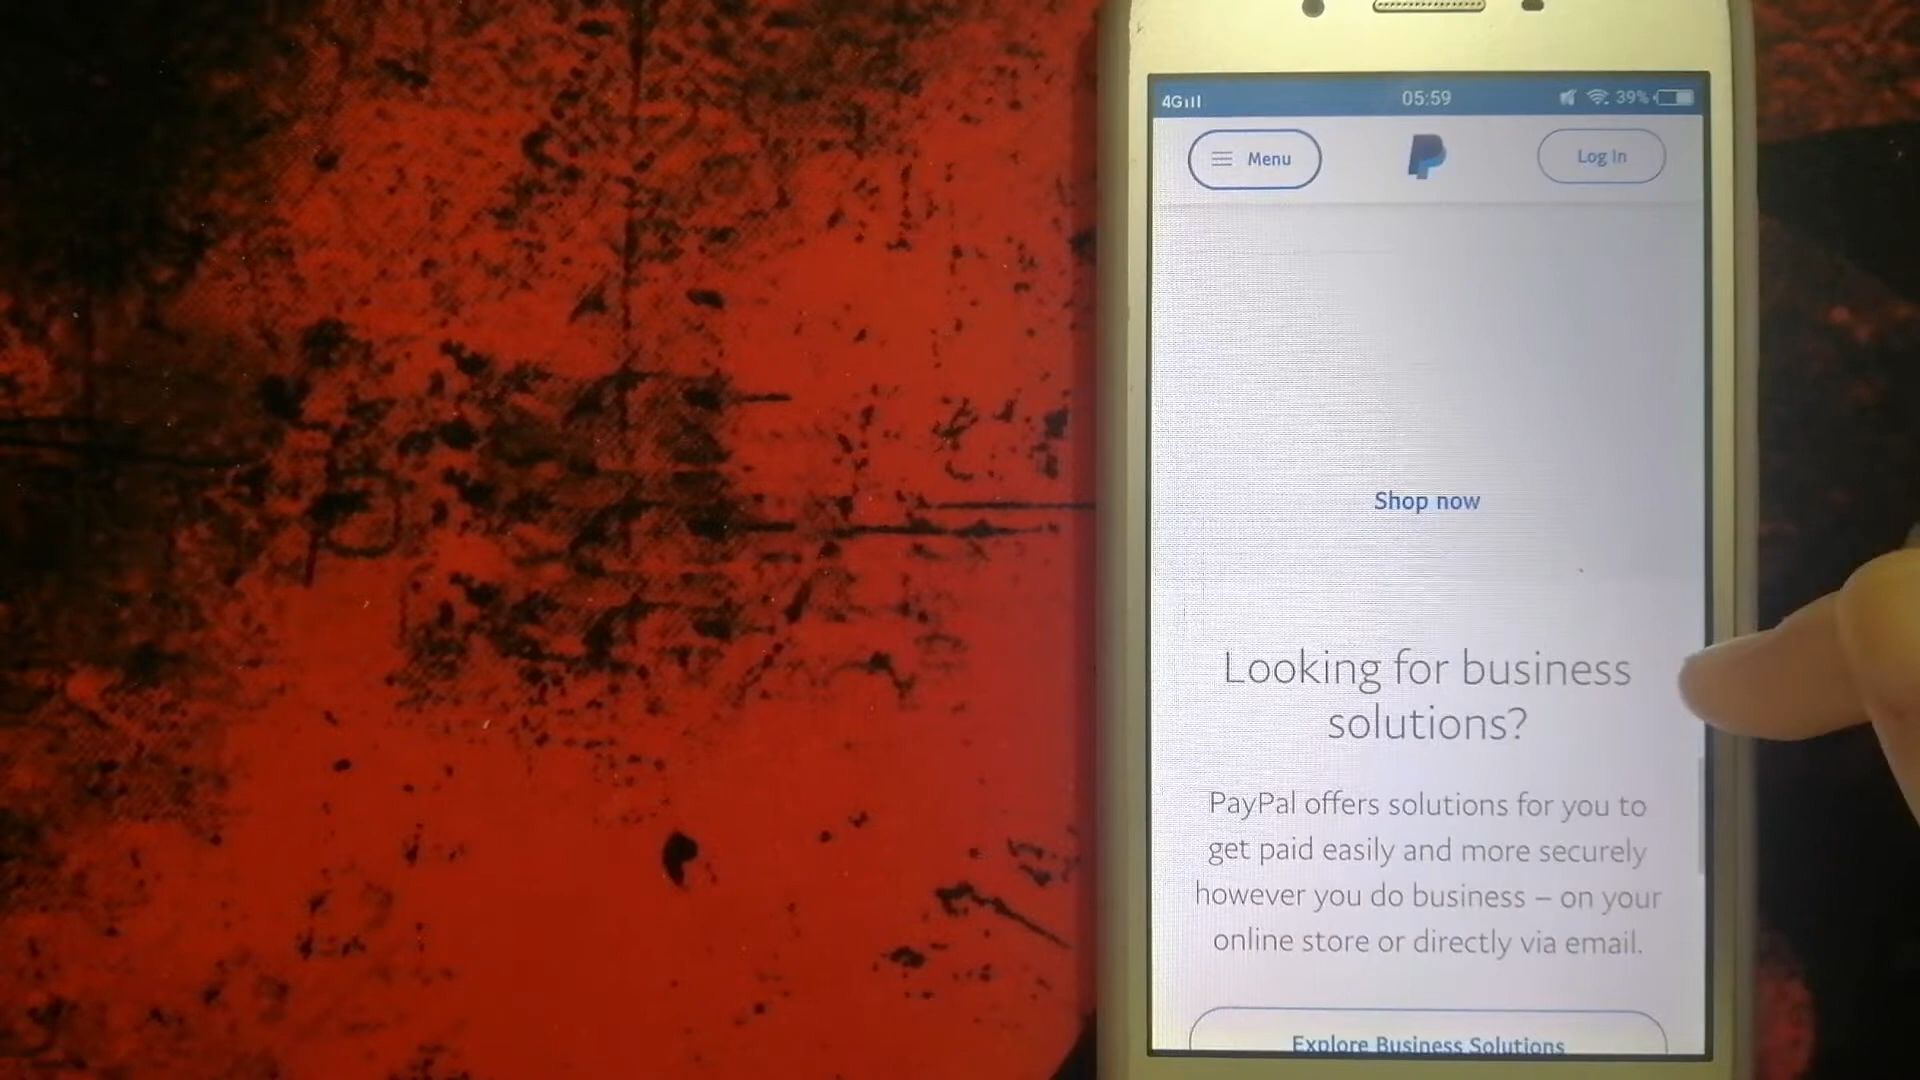 4G 05:59 39%
Menu Log In
Shop now
Looking for business
solutions?
PayPal offers solutions for you to
get paid easily and more securely
however you do business – on your
online store or directly via email.
Explore Business Solutions